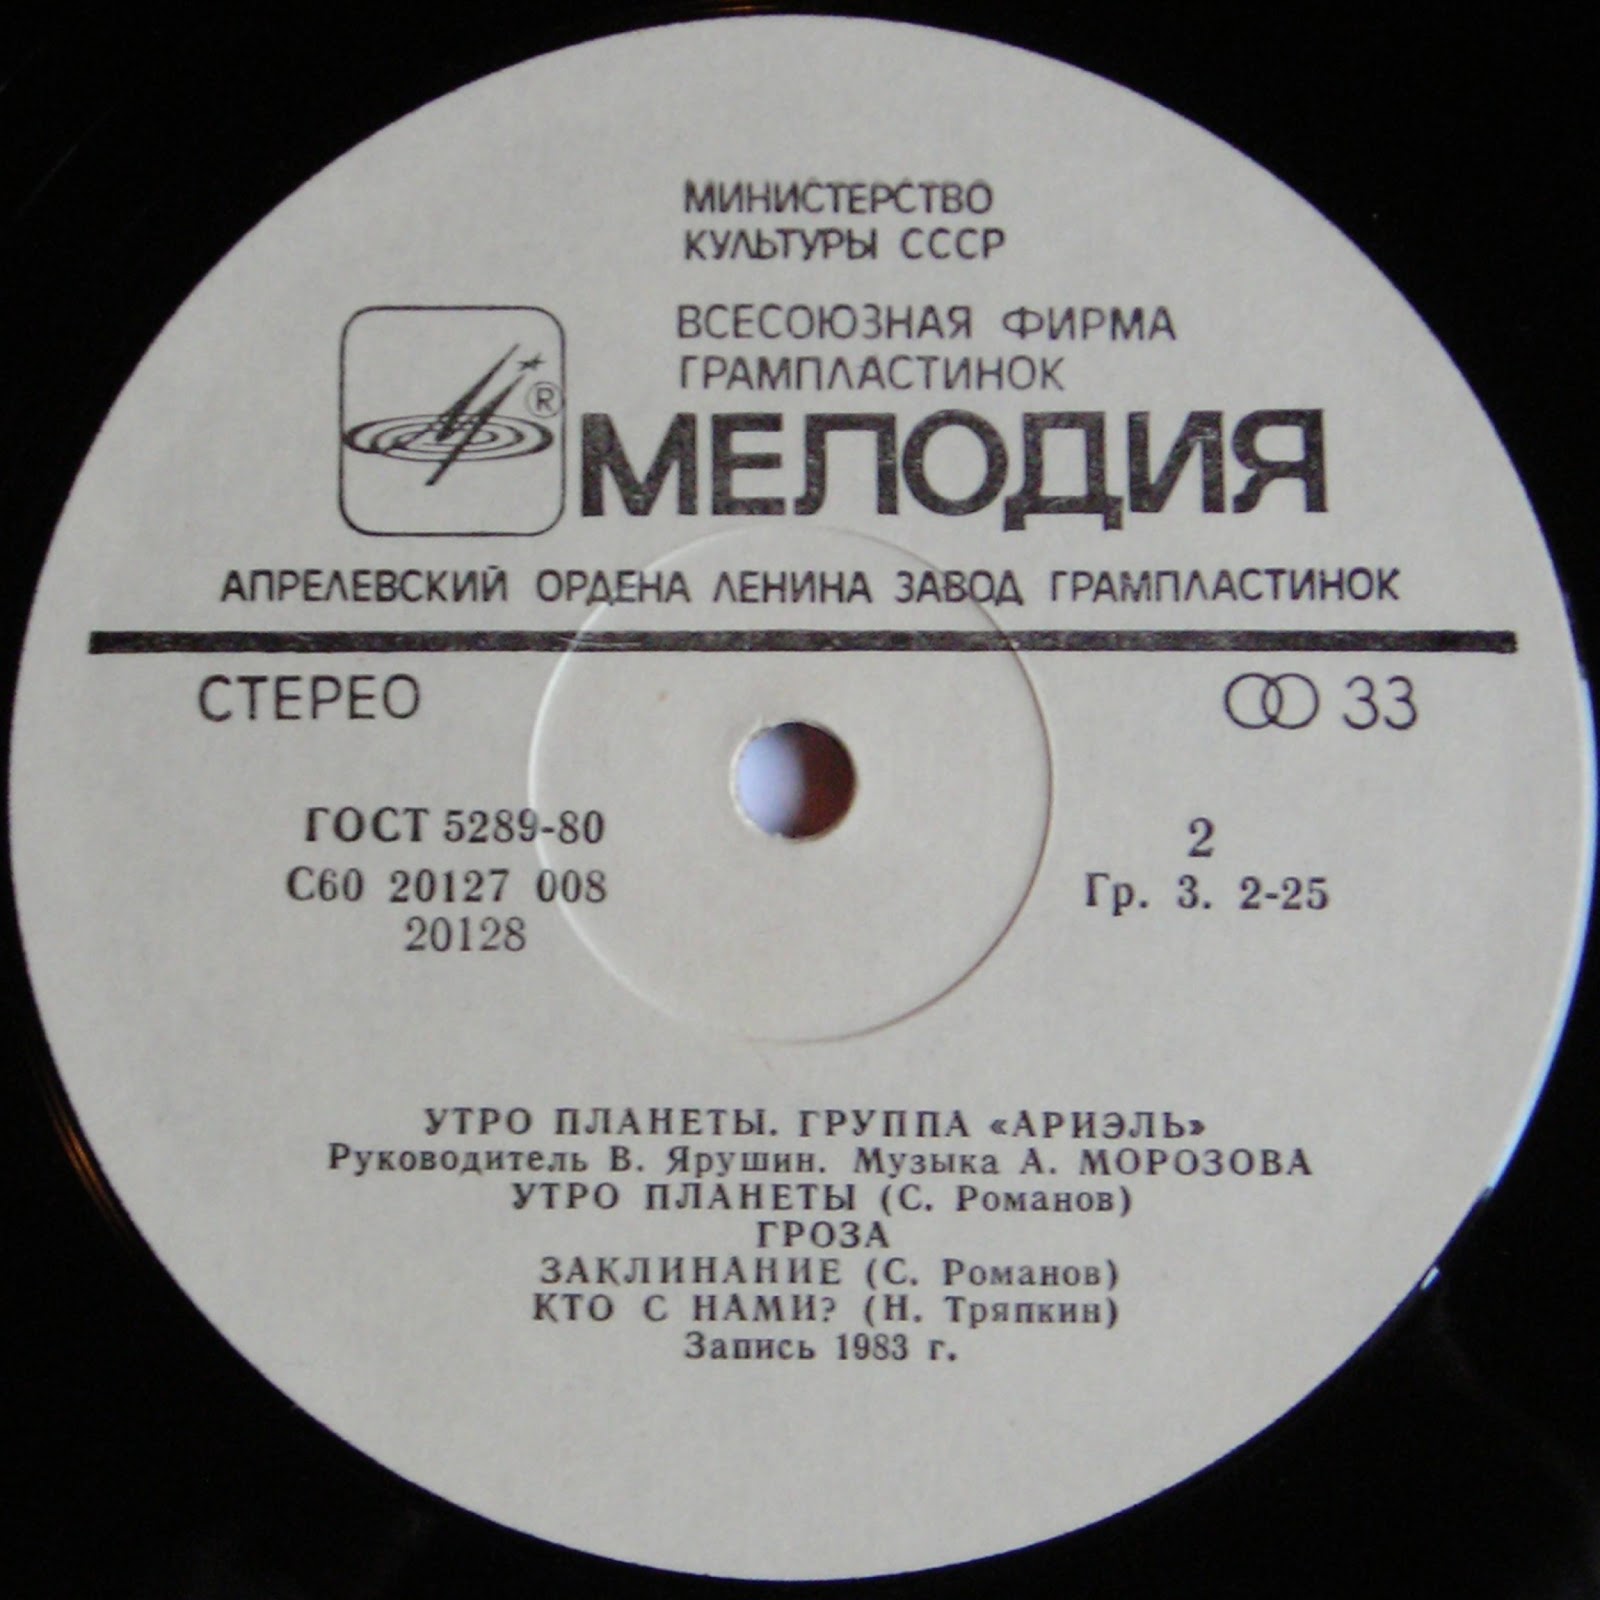 МИНИСТЕРСТВО
КУЛЬТУРЫ СССР
ВСЕСОЮЗНАЯ ФИРМА
ГРАМПЛАСТИНОК
®
МЕЛОДИЯ
АПРЕЛЕВСКИЙ ОРДЕНА ЛЕНИНА ЗАВОД ГРАМПЛАСТИНОК
СТЕРЕО
33
ГОСТ 5289-80
С60 20127 008
20128
2
Гр. 3. 2-25
УТРО ПЛАНЕТЫ. ГРУППА «АРИЭЛЬ»
Руководитель В. Ярушин. Музыка А. МОРОЗОВА
УТРО ПЛАНЕТЫ (С. Романов)
ГРОЗА
ЗАКЛИНАНИЕ (С. Романов)
КТО С НАМИ? (Н. Тряпкин)
Запись 1983 г.